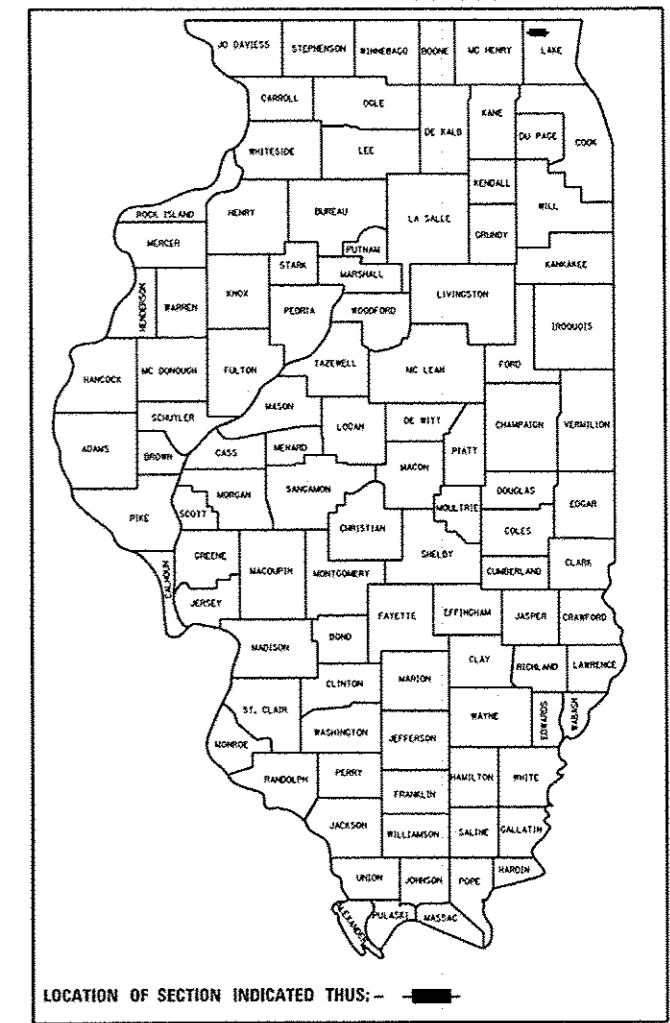 JO DAVIESS STEPHENSON WINNEBAGO BOONE MC HENRY LAKE
CARROLL OGLE KANE
DE KALB DU PAGE COOK
WHITESIDE LEE
KENDALL
WILL
ROCK ISLAND HENRY BUREAU LA SALLE
GRUNDY
MERCER PUTNAM
STARK KANKAKEE
MARSHALL
HENDERSON WARREN KNOX LIVINGSTON
PEORIA WOODFORD IROQUOIS
TAZEWELL FORD
HANCOCK MC DONOUGH FULTON MC LEAN
MASON
SCHUYLER LOGAN DE WITT CHAMPAIGN VERMILION
ADAMS BROWN CASS MENARD PIATT
MACON
MORGAN SANGAMON DOUGLAS
PIKE SCOTT MOULTRIE EDGAR
CHRISTIAN COLES
GREENE SHELBY
CALHOUN MACOUPIN MONTGOMERY CUMBERLAND CLARK
JERSEY
FAYETTE EFFINGHAM JASPER CRAWFORD
BOND
MADISON
CLAY RICHLAND LAWRENCE
CLINTON MARION
ST. CLAIR WAYNE EDWARDS WABASH
WASHINGTON JEFFERSON
MONROE
RANDOLPH PERRY HAMILTON WHITE
FRANKLIN
JACKSON WILLIAMSON SALINE GALLATIN
UNION JOHNSON POPE HARDIN
ALEXANDER PULASKI MASSAC
LOCATION OF SECTION INDICATED THUS:-